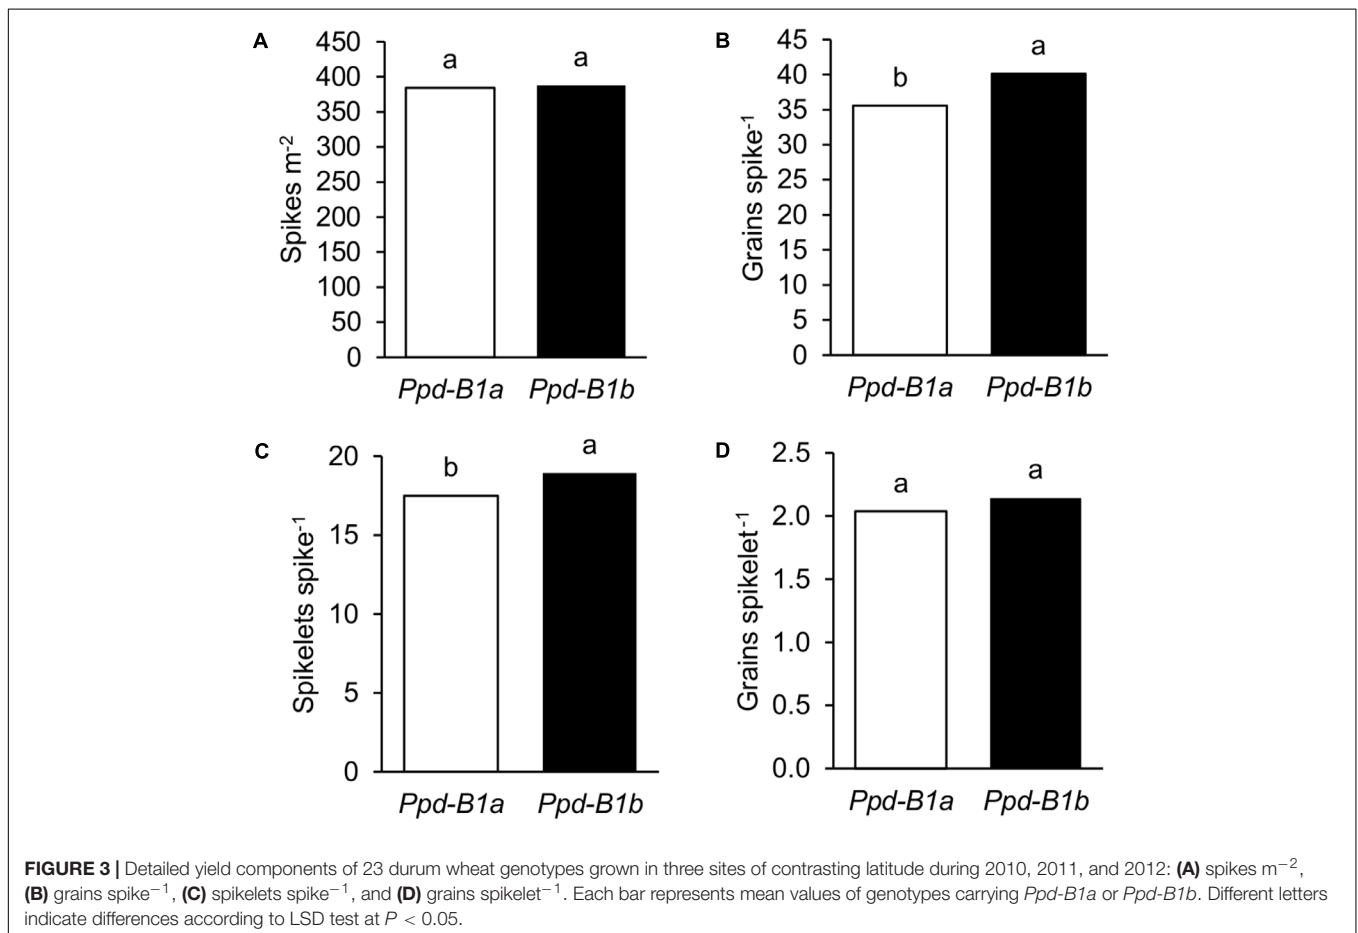 A
450
400
350
300
250
200
150
100
50
0
Spikes m⁻²
a
a
Ppd-B1a
Ppd-B1b
B
45
40
35
30
25
20
15
10
5
0
Grains spike⁻¹
b
a
Ppd-B1a
Ppd-B1b
C
20
15
10
5
0
Spikelets spike⁻¹
b
a
Ppd-B1a
Ppd-B1b
D
2.5
2.0
1.5
1.0
0.5
0.0
Grains spikelet⁻¹
a
a
Ppd-B1a
Ppd-B1b
FIGURE 3 | Detailed yield components of 23 durum wheat genotypes grown in three sites of contrasting latitude during 2010, 2011, and 2012: (A) spikes m⁻²,
(B) grains spike⁻¹, (C) spikelets spike⁻¹, and (D) grains spikelet⁻¹. Each bar represents mean values of genotypes carrying Ppd-B1a or Ppd-B1b. Different letters
indicate differences according to LSD test at P < 0.05.